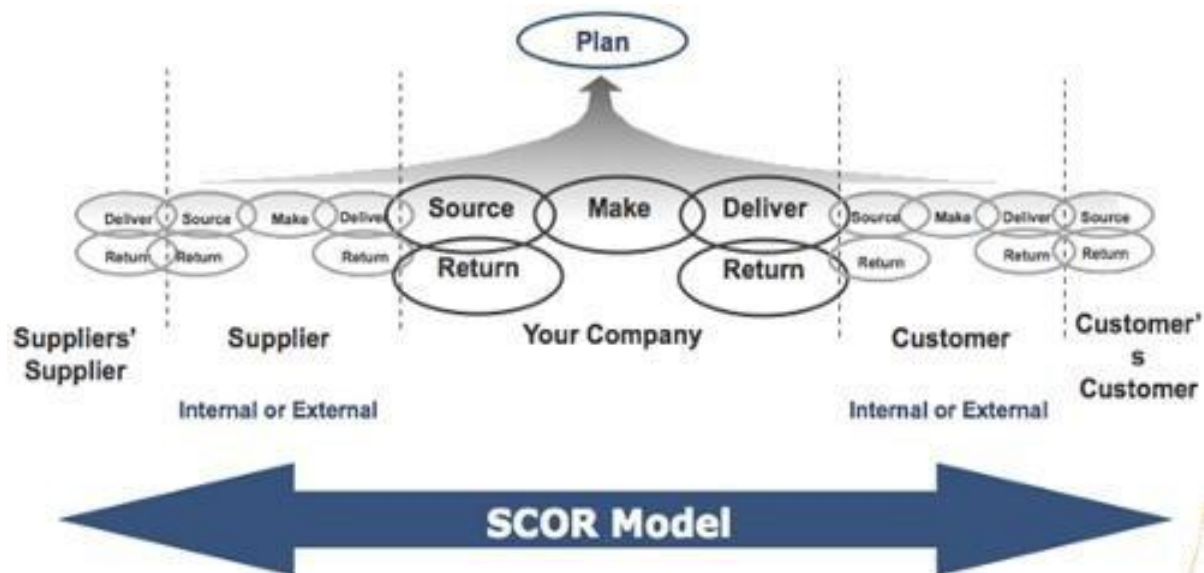 Plan
Deliver Source Make Deliver Source Make Deliver Source Make Deliver Source
Return Return Return Return Return Return Return Return
Suppliers'
Supplier
Supplier
Your Company
Customer
Customer'
s
Customer
Internal or External
Internal or External
SCOR Model